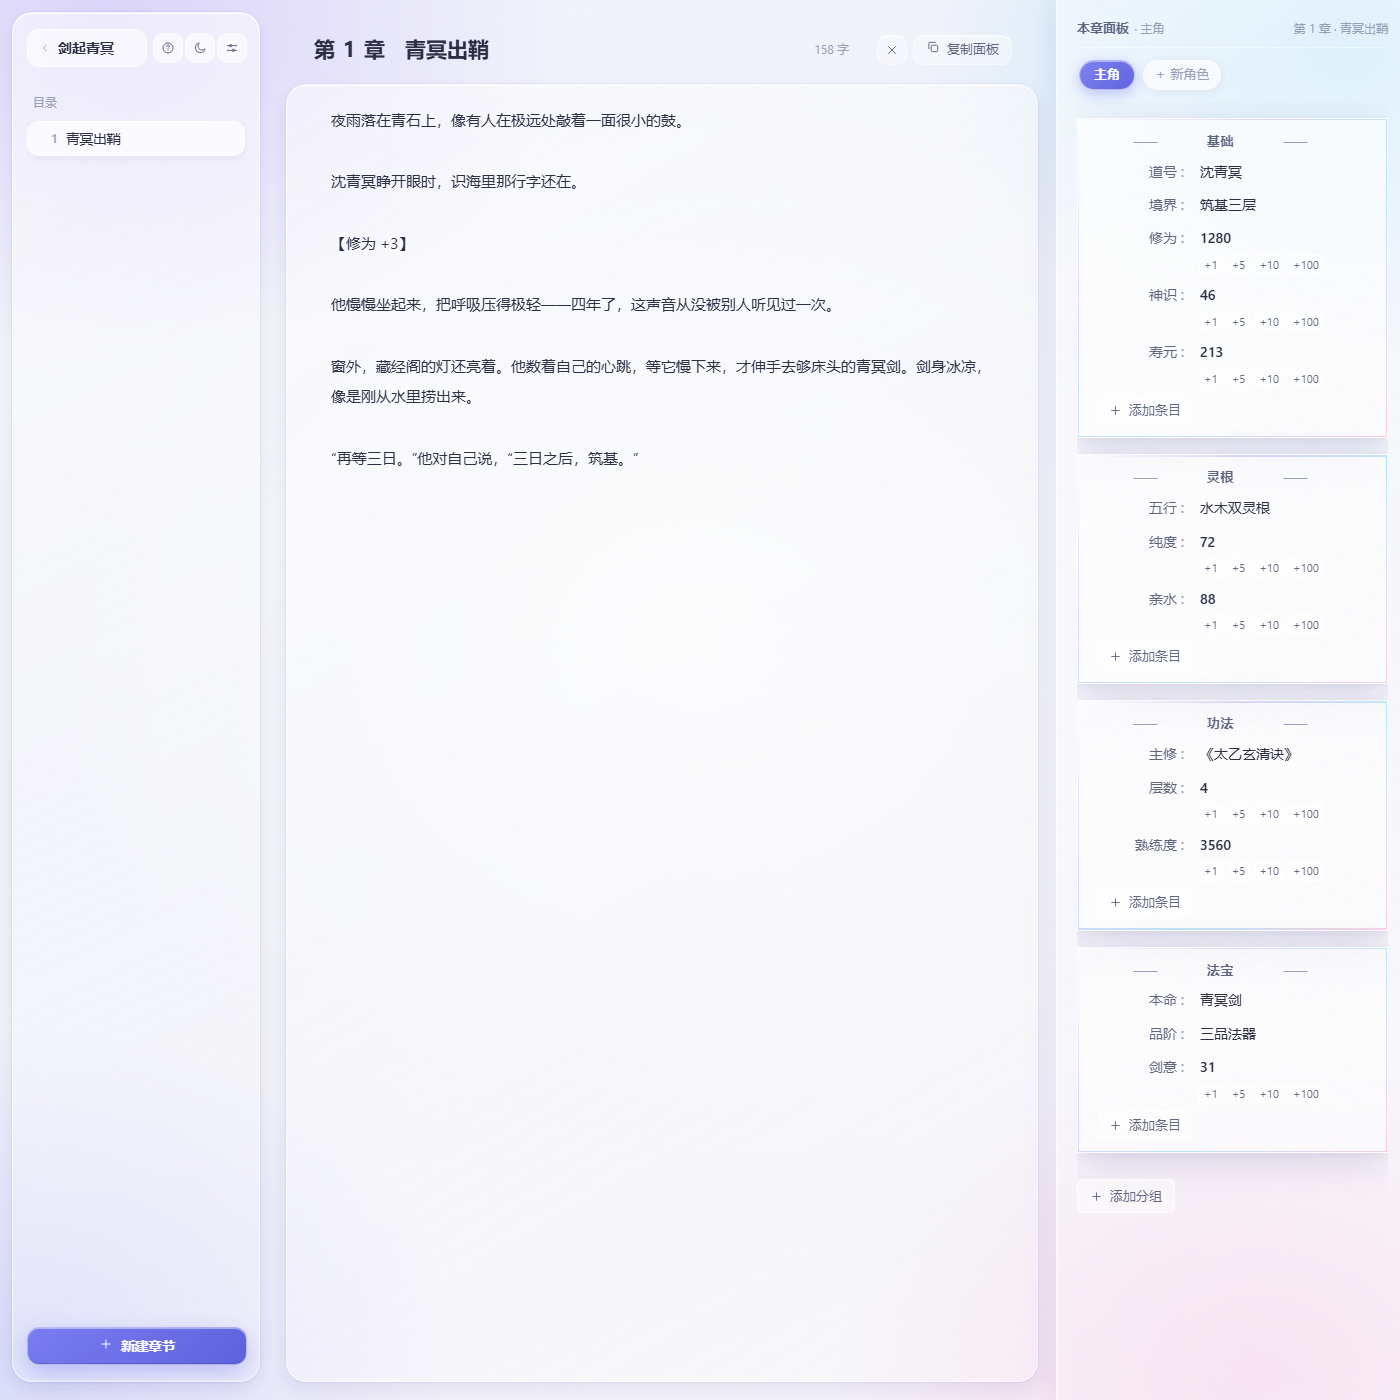 剑起青冥
目录
1 青冥出鞘
+ 新建章节
第 1 章 青冥出鞘
158 字
复制面板
夜雨落在青石上，像有人在极远处敲着一面很小的鼓。
沈青冥睁开眼时，识海里那行字还在。
【修为 +3】
他慢慢坐起来，把呼吸压得极轻——四年了，这声音从没被别人听见过一次。
窗外，藏经阁的灯还亮着。他数着自己的心跳，等它慢下来，才伸手去够床头的青冥剑。剑身冰凉，
像是刚从水里捞出来。
“再等三日。”他对自己说，“三日之后，筑基。”
本章面板 · 主角
第 1 章 · 青冥出鞘
主角
+ 新角色
基础
道号： 沈青冥
境界： 筑基三层
修为： 1280
+1 +5 +10 +100
神识： 46
+1 +5 +10 +100
寿元： 213
+1 +5 +10 +100
+ 添加条目
灵根
五行： 水木双灵根
纯度： 72
+1 +5 +10 +100
亲水： 88
+1 +5 +10 +100
+ 添加条目
功法
主修： 《太乙玄清诀》
层数： 4
+1 +5 +10 +100
熟练度： 3560
+1 +5 +10 +100
+ 添加条目
法宝
本命： 青冥剑
品阶： 三品法器
剑意： 31
+1 +5 +10 +100
+ 添加条目
+ 添加分组